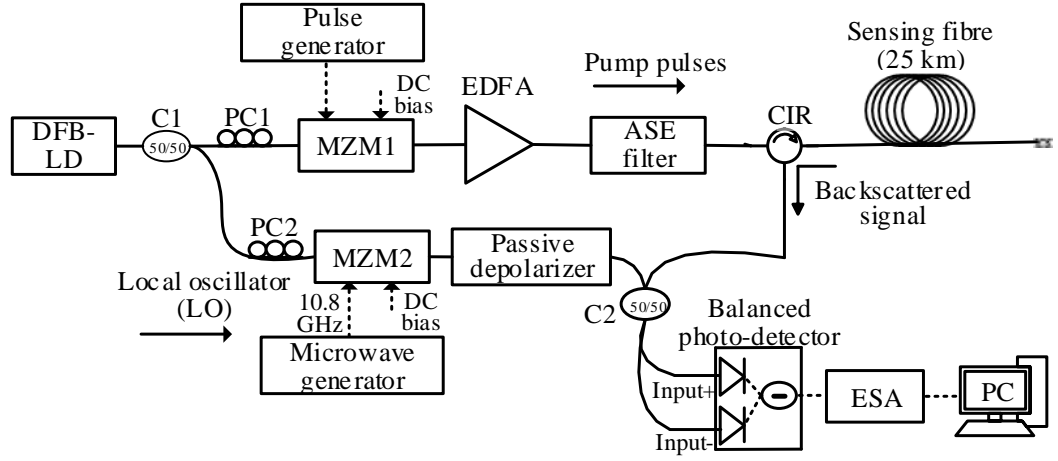 Pulse
generator
DC
bias
EDFA
Pump pulses
Sensing fibre
(25 km)
DFB-
LD
C1
50/50
PC1
MZM1
ASE
filter
CIR
Backscattered
signal
PC2
MZM2
Passive
depolarizer
Local oscillator
(LO)
10.8
GHz
DC
bias
C2
50/50
Microwave
generator
Balanced
photo-detector
Input+
Input-
ESA
PC